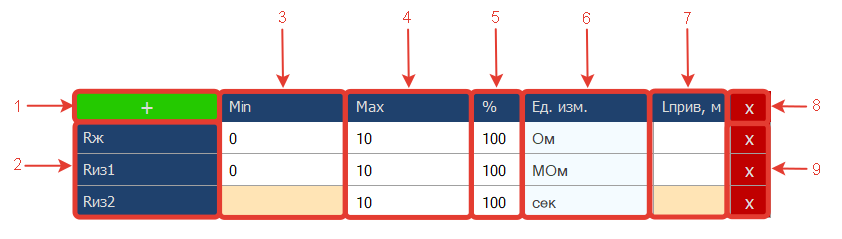 3 4 5 6 7
1 + Min Max % Ед. изм. Lприв, м x 8
Rж 0 10 100 Ом x
2 Rиз1 0 10 100 МОм x 9
Rиз2 10 100 сек x